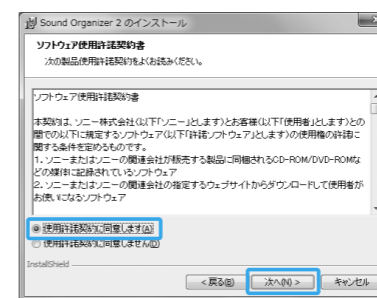 Sound Organizer 2 のインストール
ソフトウェア使用許諾契約書
次の製品使用許諾契約をよくお読みください。
ソフトウェア使用許諾契約書
本契約は、ソニー株式会社(以下「ソニー」とします)とお客様(以下「使用者」とします)との
間での以下に規定するソフトウェア(以下「許諾ソフトウェア」とします)の使用権の許諾に
関する条件を定めるものです。
1. ソニーまたはソニーの関連会社が販売する製品に同梱されるCD-ROM/DVD-ROMな
どの媒体に記録されているソフトウェア
2. ソニーまたはソニーの関連会社の指定するウェブサイトからダウンロードして使用者が
お使いになるソフトウェア
使用許諾契約に同意します(A)
使用許諾契約に同意しません(D)
InstallShield
< 戻る(B)
次へ(N) >
キャンセル